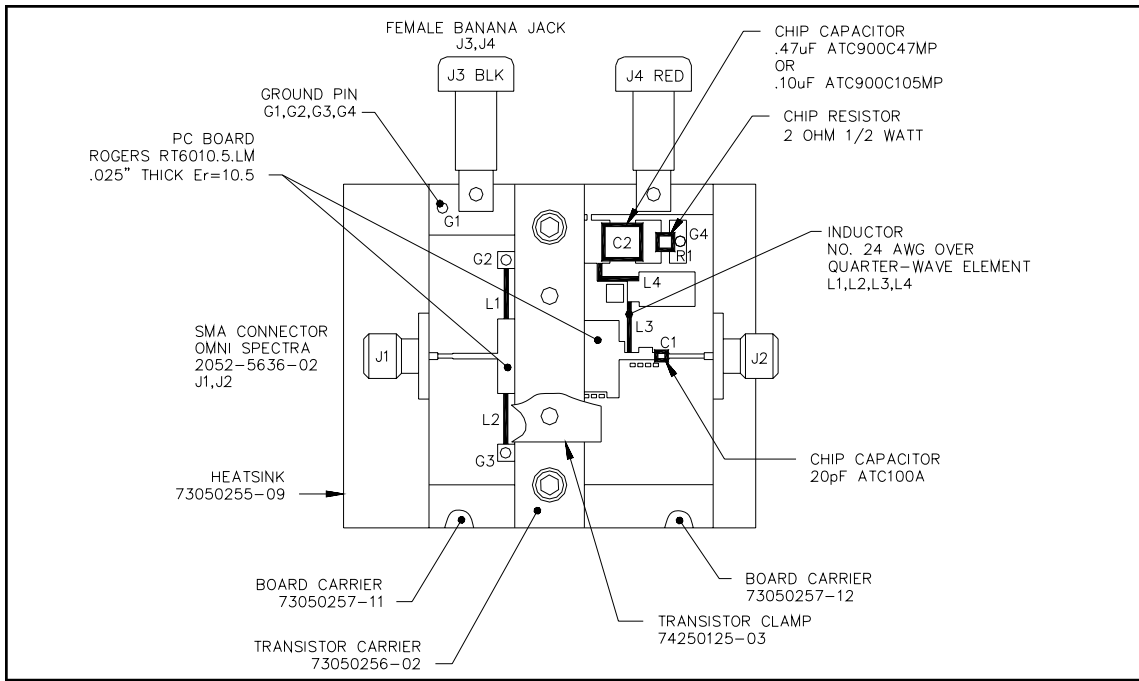 FEMALE BANANA JACK
J3,J4
J3 BLK
J4 RED
CHIP CAPACITOR
.47uF ATC900C47MP
OR
.10uF ATC900C105MP
GROUND PIN
G1,G2,G3,G4
CHIP RESISTOR
2 OHM 1/2 WATT
PC BOARD
ROGERS RT6010.5.LM
.025" THICK Er=10.5
G1
C2
G4
R1
INDUCTOR
NO. 24 AWG OVER
QUARTER-WAVE ELEMENT
L1,L2,L3,L4
G2
L4
L1
L3
SMA CONNECTOR
OMNI SPECTRA
2052-5636-02
J1,J2
J1
C1
J2
L2
G3
CHIP CAPACITOR
20pF ATC100A
HEATSINK
73050255-09
BOARD CARRIER
73050257-11
BOARD CARRIER
73050257-12
TRANSISTOR CLAMP
74250125-03
TRANSISTOR CARRIER
73050256-02